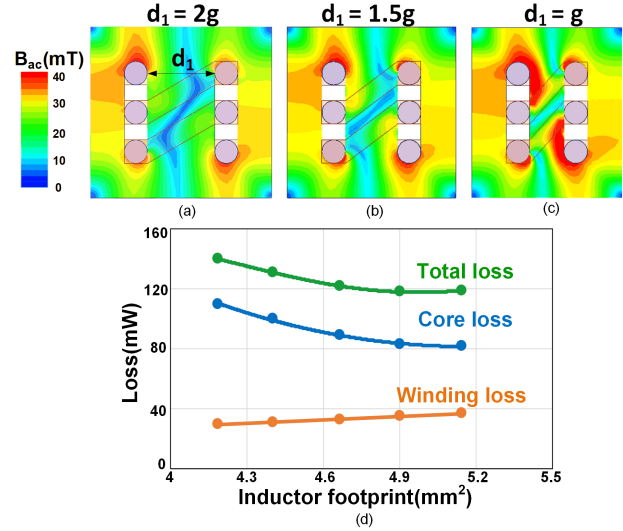 d₁ = 2g d₁ = 1.5g d₁ = g
B_ac(mT)
40
30
20
10
0
d₁
(a) (b) (c)
160
120
80
40
0
Loss(mW)
Total loss
Core loss
Winding loss
4 4.3 4.6 4.9 5.2 5.5
Inductor footprint(mm²)
(d)